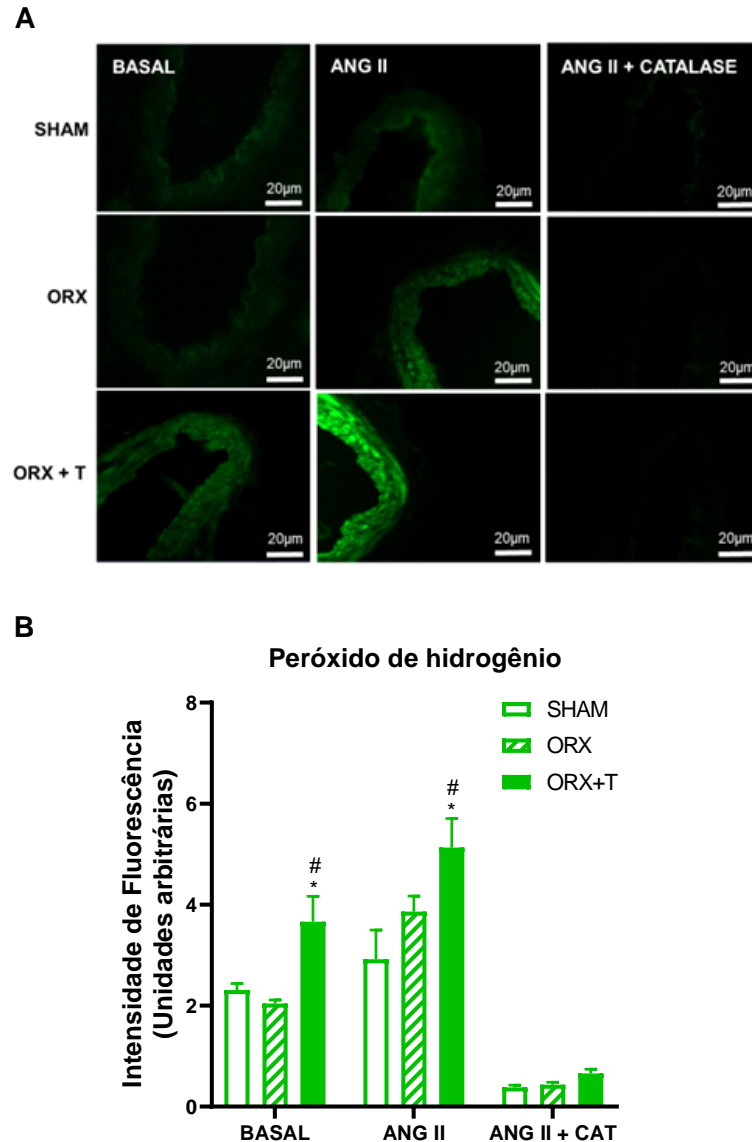 A
BASAL
ANG II
ANG II + CATALASE
SHAM
20µm
20µm
20µm
ORX
20µm
20µm
20µm
ORX + T
20µm
20µm
20µm
B
Peróxido de hidrogênio
Intensidade de Fluorescência
(Unidades arbitrárias)
8
6
4
2
0
SHAM
ORX
ORX+T
#
*
#
*
BASAL
ANG II
ANG II + CAT